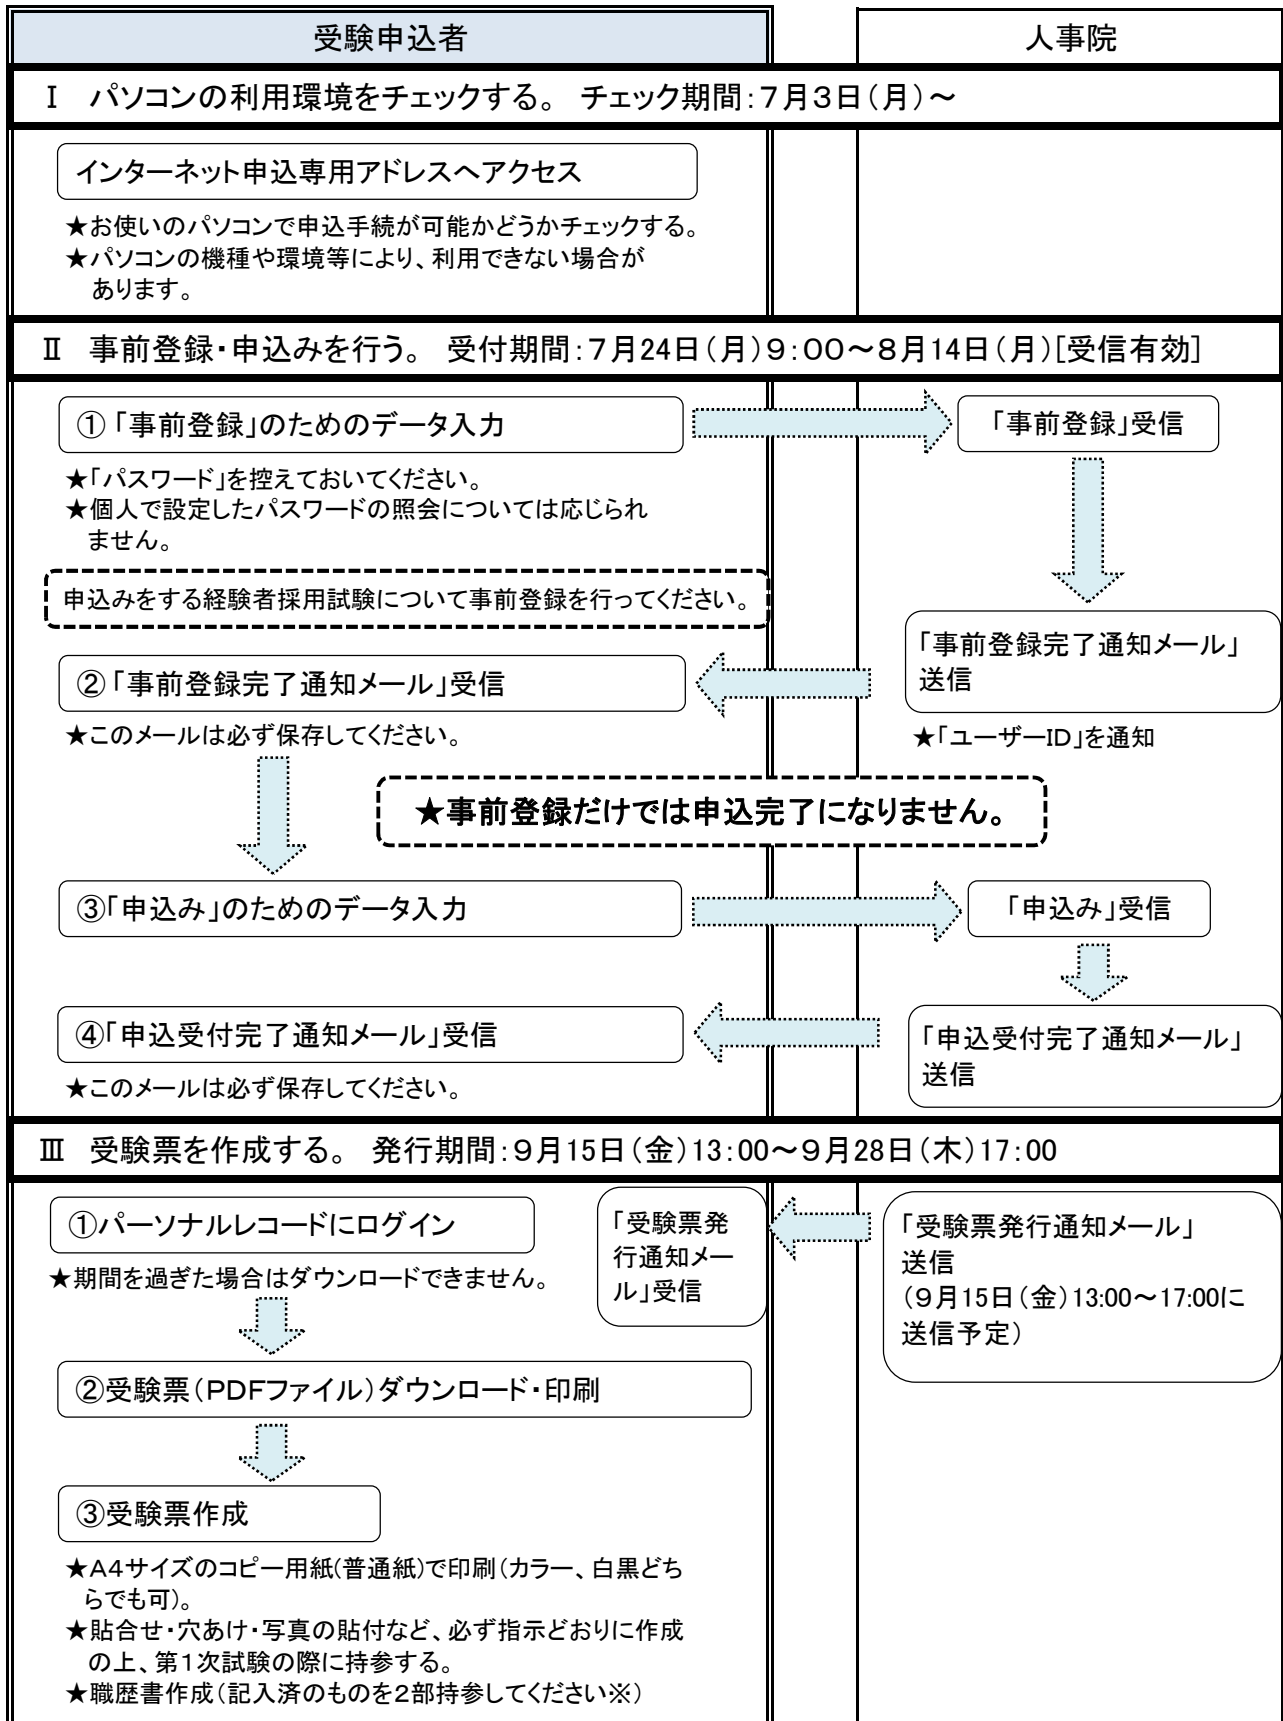 受験申込者
人事院
Ⅰ　パソコンの利用環境をチェックする。　チェック期間：７月３日（月）～
インターネット申込専用アドレスへアクセス
★お使いのパソコンで申込手続が可能かどうかチェックする。
★パソコンの機種や環境等により、利用できない場合が
あります。
Ⅱ　事前登録・申込みを行う。　受付期間：７月24日（月）９：００～８月14日（月）[受信有効]
①「事前登録」のためのデータ入力
「事前登録」受信
★「パスワード」を控えておいてください。
★個人で設定したパスワードの照会については応じられ
ません。
申込みをする経験者採用試験について事前登録を行ってください。
「事前登録完了通知メール」
送信
②「事前登録完了通知メール」受信
★このメールは必ず保存してください。
★「ユーザーID」を通知
★事前登録だけでは申込完了になりません。
③「申込み」のためのデータ入力
「申込み」受信
④「申込受付完了通知メール」受信
「申込受付完了通知メール」
送信
★このメールは必ず保存してください。
Ⅲ　受験票を作成する。　発行期間：９月15日（金）13：00～９月28日（木）17：00
①パーソナルレコードにログイン
★期間を過ぎた場合はダウンロードできません。
「受験票発
行通知メー
ル」受信
「受験票発行通知メール」
送信
（９月15日（金）13:00～17:00に
送信予定）
②受験票（ＰＤＦファイル）ダウンロード・印刷
③受験票作成
★Ａ４サイズのコピー用紙(普通紙)で印刷（カラー、白黒どち
らでも可）。
★貼合せ・穴あけ・写真の貼付など、必ず指示どおりに作成
の上、第１次試験の際に持参する。
★職歴書作成（記入済のものを２部持参してください※）